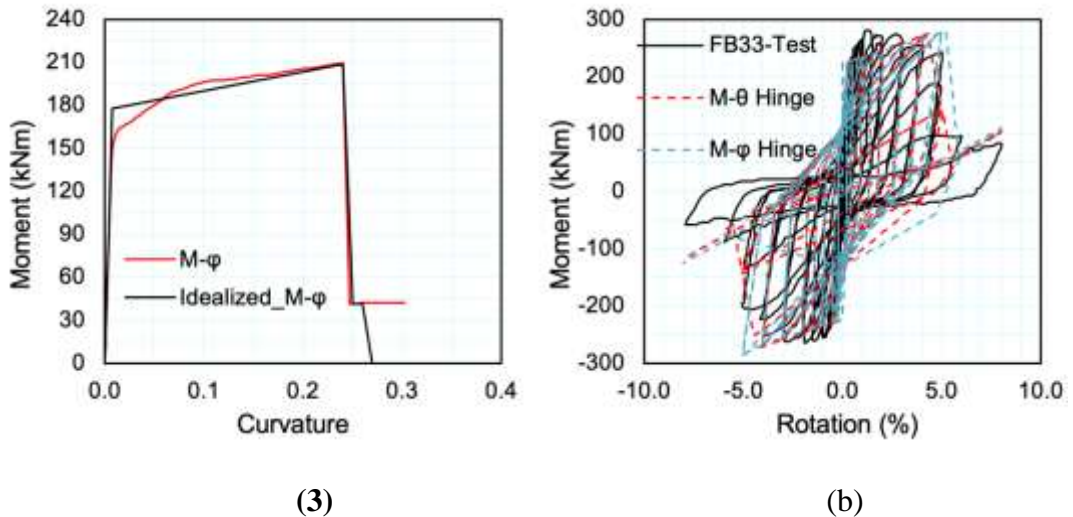 240
210
180
150
120
90
60
30
0
Moment (kNm)
M-φ
Idealized_M-φ
0.0 0.1 0.2 0.3 0.4
Curvature
300
200
100
0
-100
-200
-300
Moment (kNm)
FB33-Test
M-θ Hinge
M-φ Hinge
-10.0 -5.0 0.0 5.0 10.0
Rotation (%)
(3) (b)